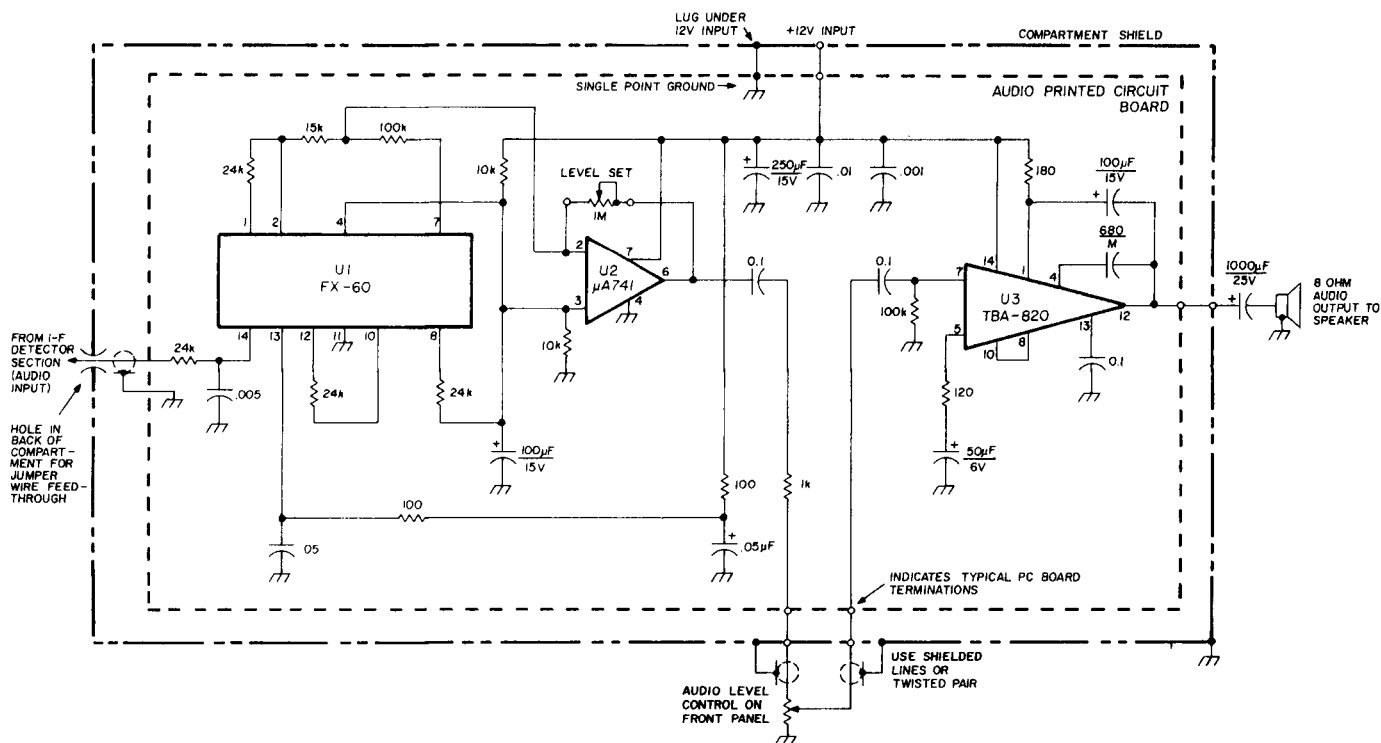 LUG UNDER
12V INPUT
+12V INPUT
COMPARTMENT SHIELD
SINGLE POINT GROUND
AUDIO PRINTED CIRCUIT
BOARD
15k
100k
24k
10k
LEVEL SET
1M
250µF
15V
.01
.001
180
100µF
15V
680
M
1
2
4
7
U1
FX-60
14
13
12
11
10
8
2
3
7
6
4
U2
µA741
0.1
0.1
100k
14
1
4
7
5
10
8
13
12
U3
TBA-820
1000µF
25V
8 OHM
AUDIO
OUTPUT TO
SPEAKER
FROM I-F
DETECTOR
SECTION
(AUDIO
INPUT)
24k
.005
24k
24k
10k
100µF
15V
120
50µF
6V
0.1
HOLE IN
BACK OF
COMPART-
MENT FOR
JUMPER
WIRE FEED-
THROUGH
100
100
1k
05
.05µF
INDICATES TYPICAL PC BOARD
TERMINATIONS
USE SHIELDED
LINES OR
TWISTED PAIR
AUDIO LEVEL
CONTROL ON
FRONT PANEL